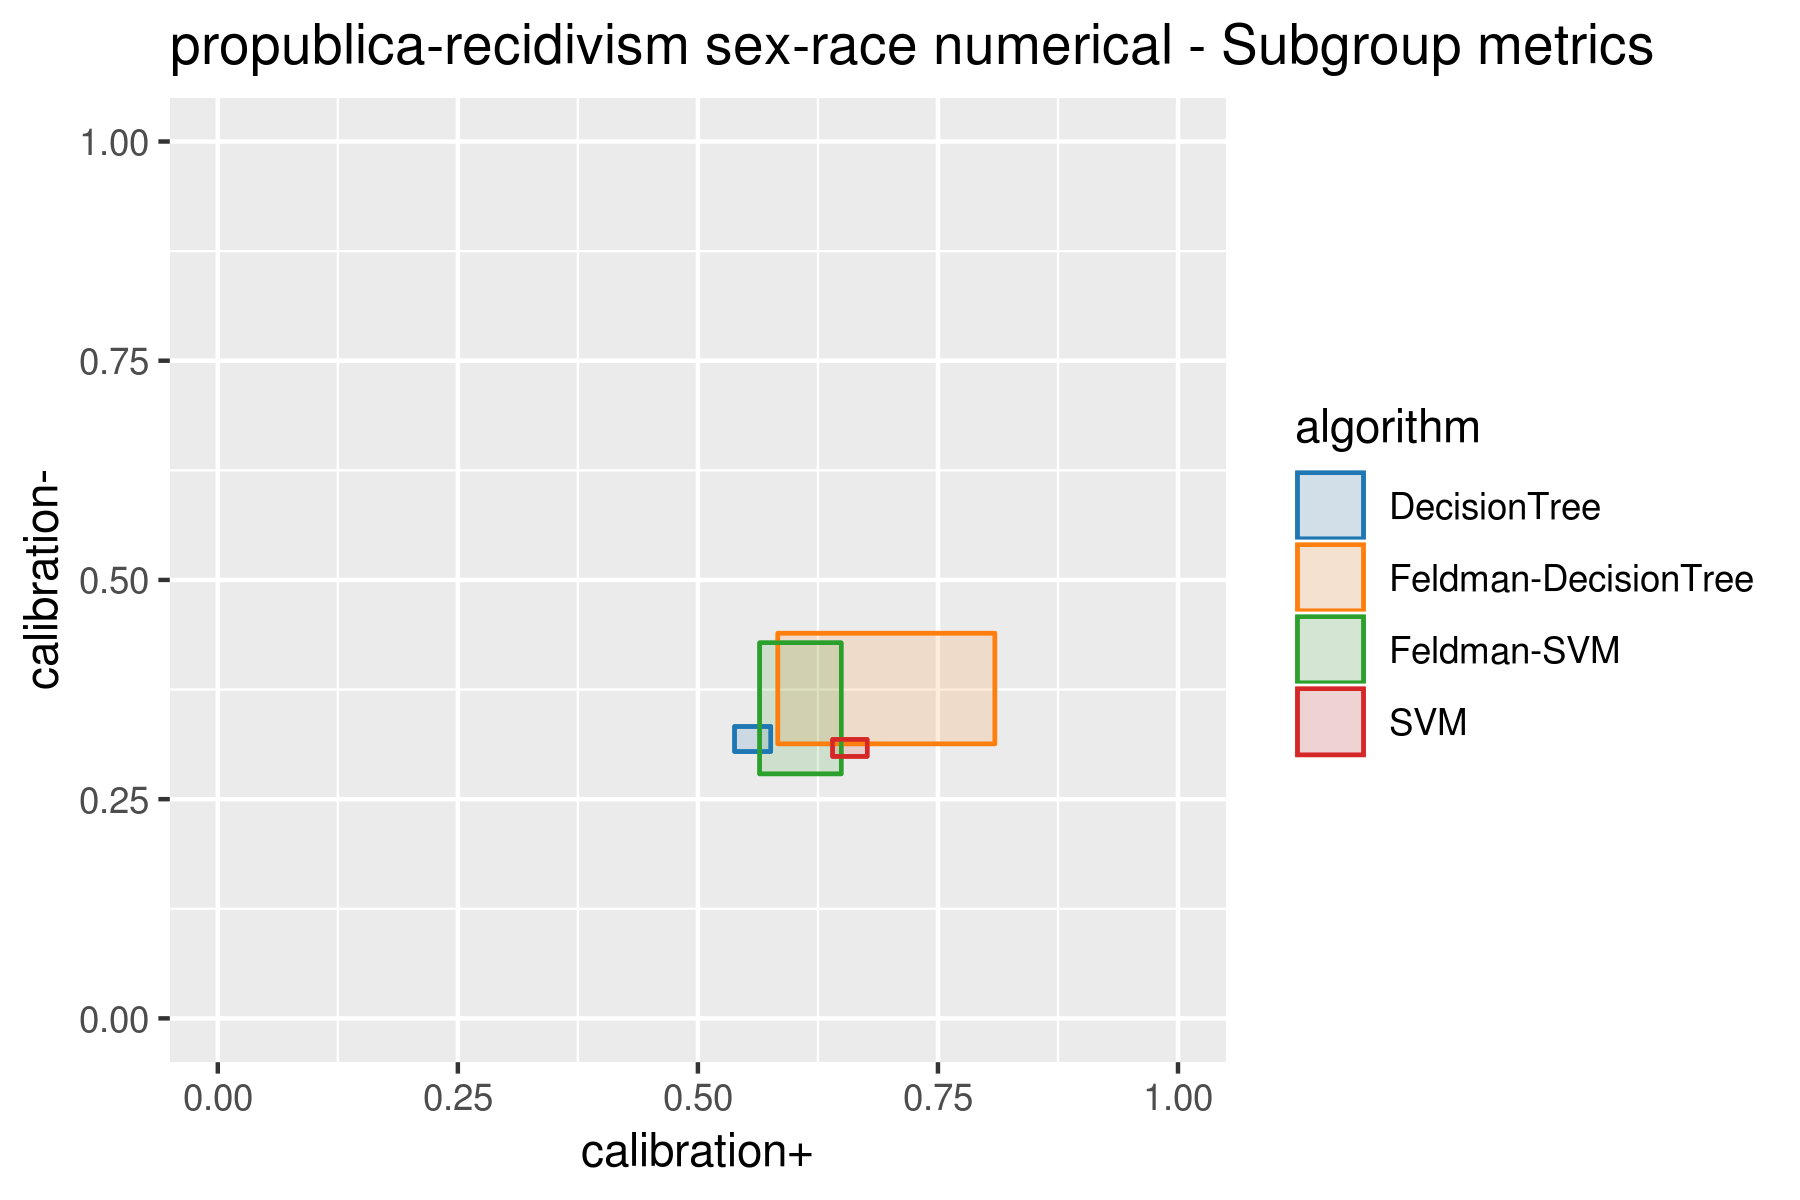 propublica-recidivism sex-race numerical - Subgroup metrics
1.00
0.75
0.50
0.25
0.00
calibration-
0.00 0.25 0.50 0.75 1.00
calibration+
algorithm
DecisionTree
Feldman-DecisionTree
Feldman-SVM
SVM